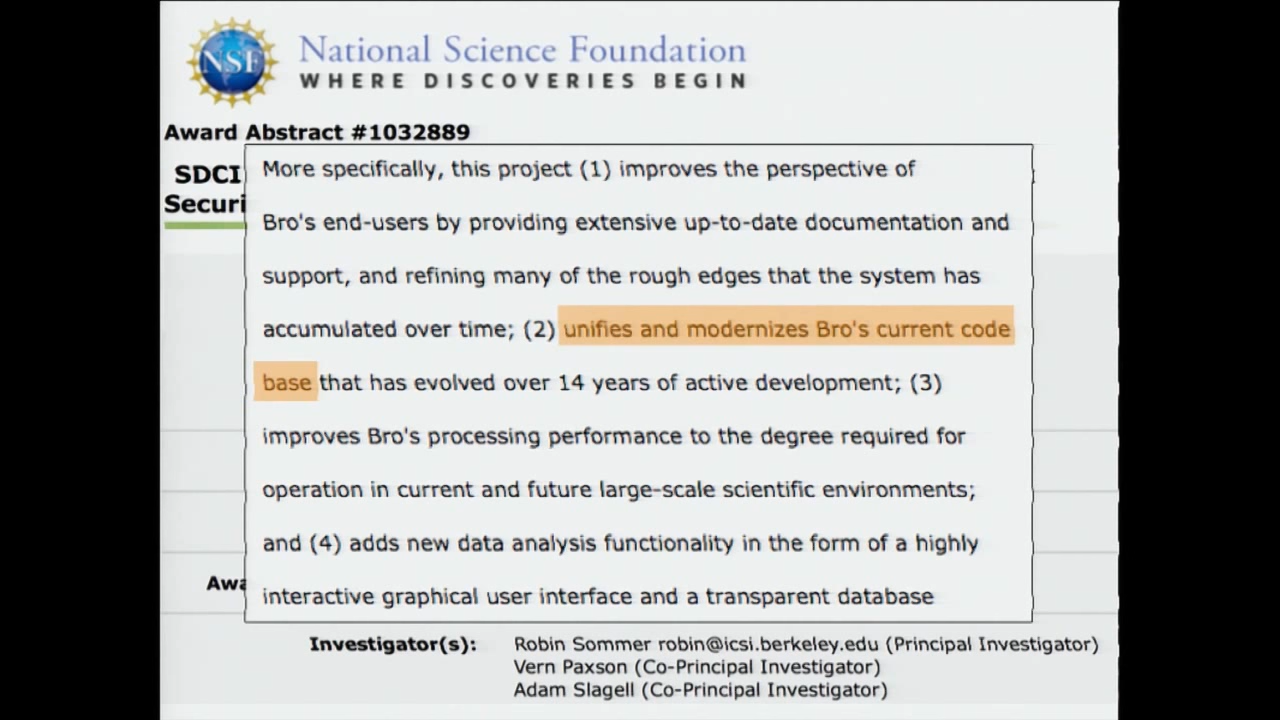 NSF
National Science Foundation
WHERE DISCOVERIES BEGIN
Award Abstract #1032889
SDCI
Securi
More specifically, this project (1) improves the perspective of
Bro's end-users by providing extensive up-to-date documentation and
support, and refining many of the rough edges that the system has
accumulated over time; (2) unifies and modernizes Bro's current code
base that has evolved over 14 years of active development; (3)
improves Bro's processing performance to the degree required for
operation in current and future large-scale scientific environments;
and (4) adds new data analysis functionality in the form of a highly
interactive graphical user interface and a transparent database
Awa
Investigator(s): Robin Sommer robin@icsi.berkeley.edu (Principal Investigator)
Vern Paxson (Co-Principal Investigator)
Adam Slagell (Co-Principal Investigator)